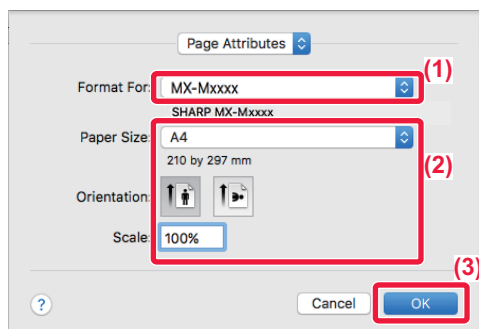 Page Attributes
(1)
Format For: MX-Mxxxx
SHARP MX-Mxxxx
Paper Size: A4
210 by 297 mm
(2)
Orientation:
Scale: 100%
(3)
? Cancel OK